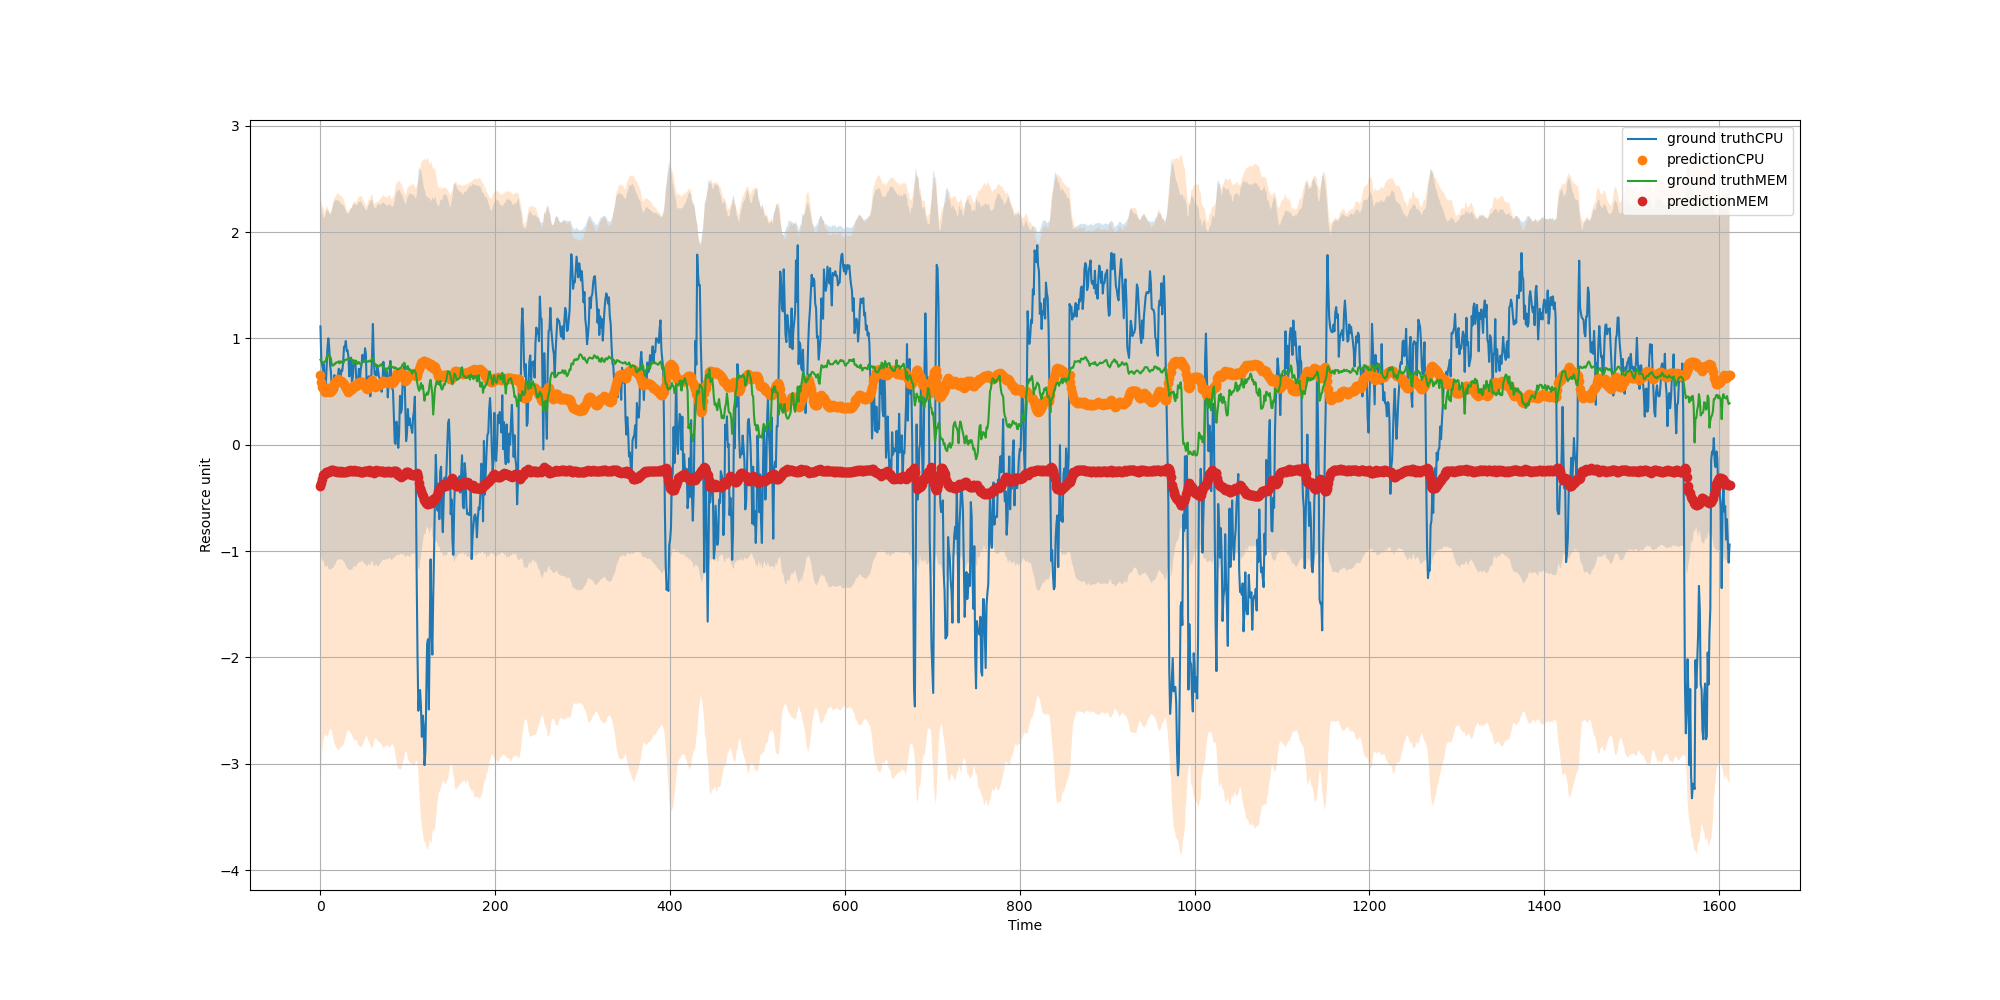 3
2
1
0
−1
−2
−3
−4
Resource unit
0
200
400
600
800
1000
1200
1400
1600
Time
ground truthCPU
predictionCPU
ground truthMEM
predictionMEM